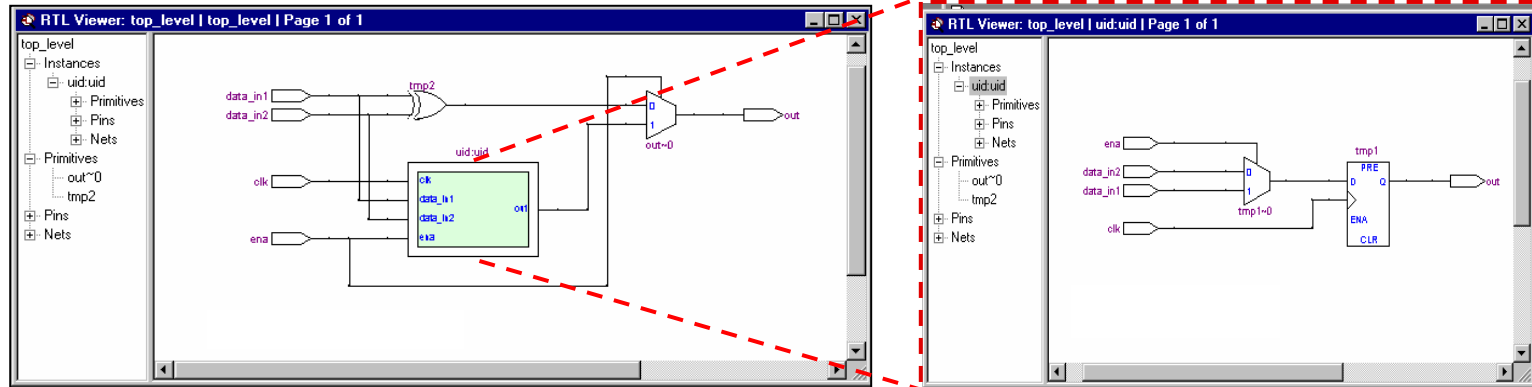 RTL Viewer: top_level | top_level | Page 1 of 1
top_level
Instances
uid:uid
Primitives
Pins
Nets
Primitives
out~0
tmp2
Pins
Nets
data_in1
data_in2
tmp2
0
1
out~0
out
uid:uid
clk
ena
clk
data_in1
data_in2
ena
out
RTL Viewer: top_level | uid:uid | Page 1 of 1
top_level
Instances
uid:uid
Primitives
Pins
Nets
Primitives
out~0
tmp2
Pins
Nets
ena
data_in2
data_in1
clk
0
1
tmp1~0
tmp1
PRE
D Q
ENA
CLR
out